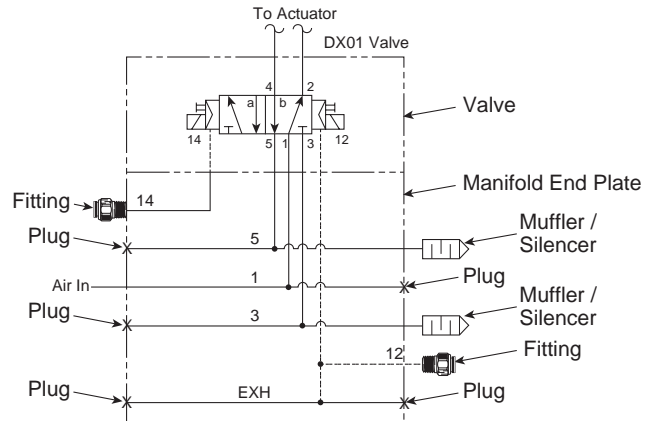 To Actuator
DX01 Valve
4 2
a b
14 5 1 3 12
Valve
Manifold End Plate
Fitting
14
Plug
5
Muffler /
Silencer
Air In
1
Plug
Plug
3
Muffler /
Silencer
12
Fitting
Plug
EXH
Plug